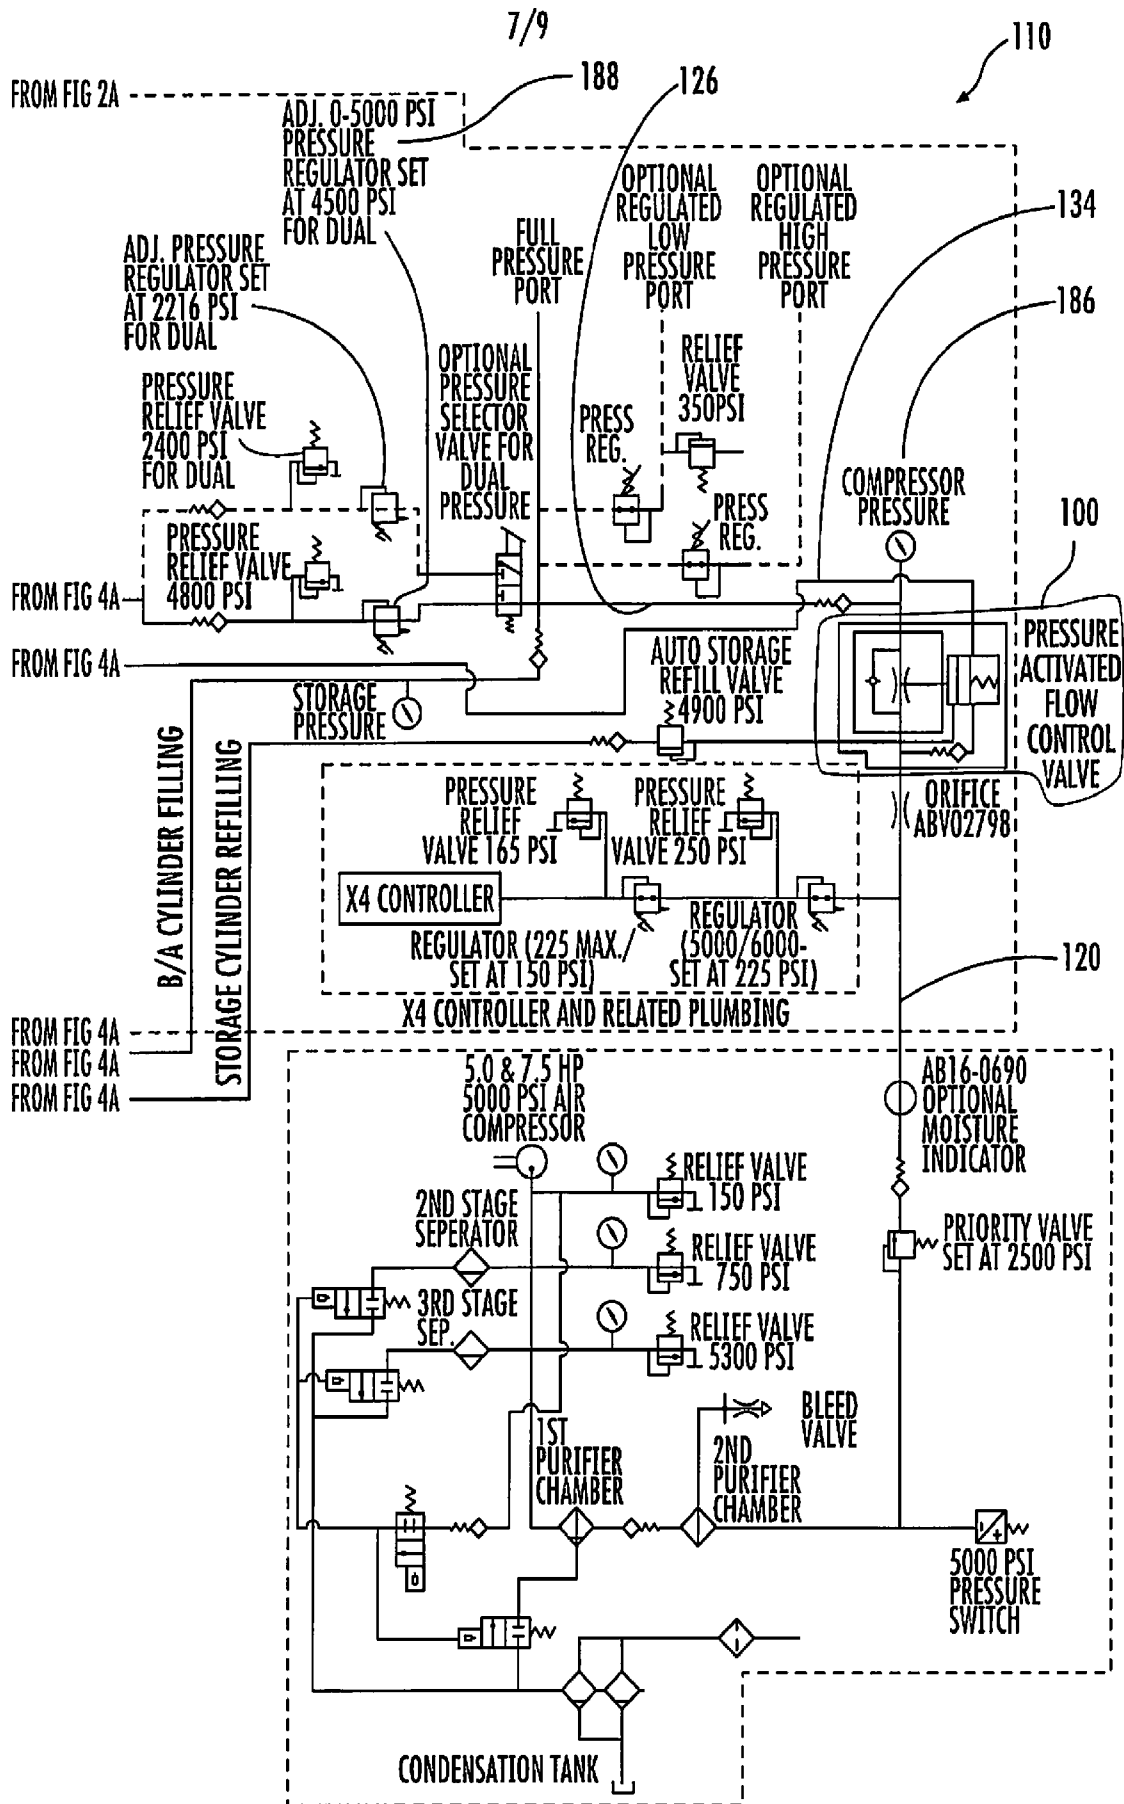 7/9
110
FROM FIG 2A
188
126
ADJ. 0-5000 PSI
PRESSURE
REGULATOR SET
AT 4500 PSI
FOR DUAL
OPTIONAL
REGULATED
LOW
PRESSURE
PORT
OPTIONAL
REGULATED
HIGH
PRESSURE
PORT
134
FULL
PRESSURE
PORT
ADJ. PRESSURE
REGULATOR SET
AT 2216 PSI
FOR DUAL
186
OPTIONAL
PRESSURE
SELECTOR
VALVE FOR
DUAL
PRESSURE
RELIEF
VALVE
350PSI
PRESSURE
RELIEF VALVE
2400 PSI
FOR DUAL
PRESS
REG.
COMPRESSOR
PRESSURE
PRESS
REG.
100
PRESSURE
RELIEF VALVE
4800 PSI
FROM FIG 4A
PRESSURE
ACTIVATED
FLOW
CONTROL
VALVE
FROM FIG 4A
AUTO STORAGE
REFILL VALVE
4900 PSI
STORAGE
PRESSURE
B/A CYLINDER FILLING
STORAGE CYLINDER REFILLING
PRESSURE
RELIEF
VALVE 165 PSI
PRESSURE
RELIEF
VALVE 250 PSI
ORIFICE
ABV02798
X4 CONTROLLER
REGULATOR (225 MAX./
SET AT 150 PSI)
REGULATOR
(5000/6000-
SET AT 225 PSI)
120
X4 CONTROLLER AND RELATED PLUMBING
FROM FIG 4A
FROM FIG 4A
FROM FIG 4A
5.0 & 7.5 HP
5000 PSI AIR
COMPRESSOR
AB16-0690
OPTIONAL
MOISTURE
INDICATOR
RELIEF VALVE
150 PSI
2ND STAGE
SEPERATOR
PRIORITY VALVE
SET AT 2500 PSI
RELIEF VALVE
750 PSI
3RD STAGE
SEP.
RELIEF VALVE
5300 PSI
BLEED
VALVE
1ST
PURIFIER
CHAMBER
2ND
PURIFIER
CHAMBER
5000 PSI
PRESSURE
SWITCH
CONDENSATION TANK